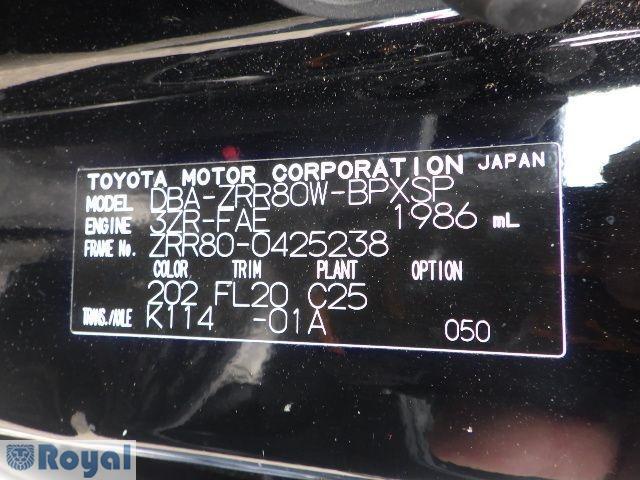 TOYOTA MOTOR CORPORATION JAPAN
MODEL DBA-ZRR80W-BPXSP
ENGINE 3ZR-FAE 1986 mL
FRAME No. ZRR80-0425238
COLOR TRIM PLANT OPTION
202 FL20 C25
TRANS./AXLE K114 -01A 050
Royal